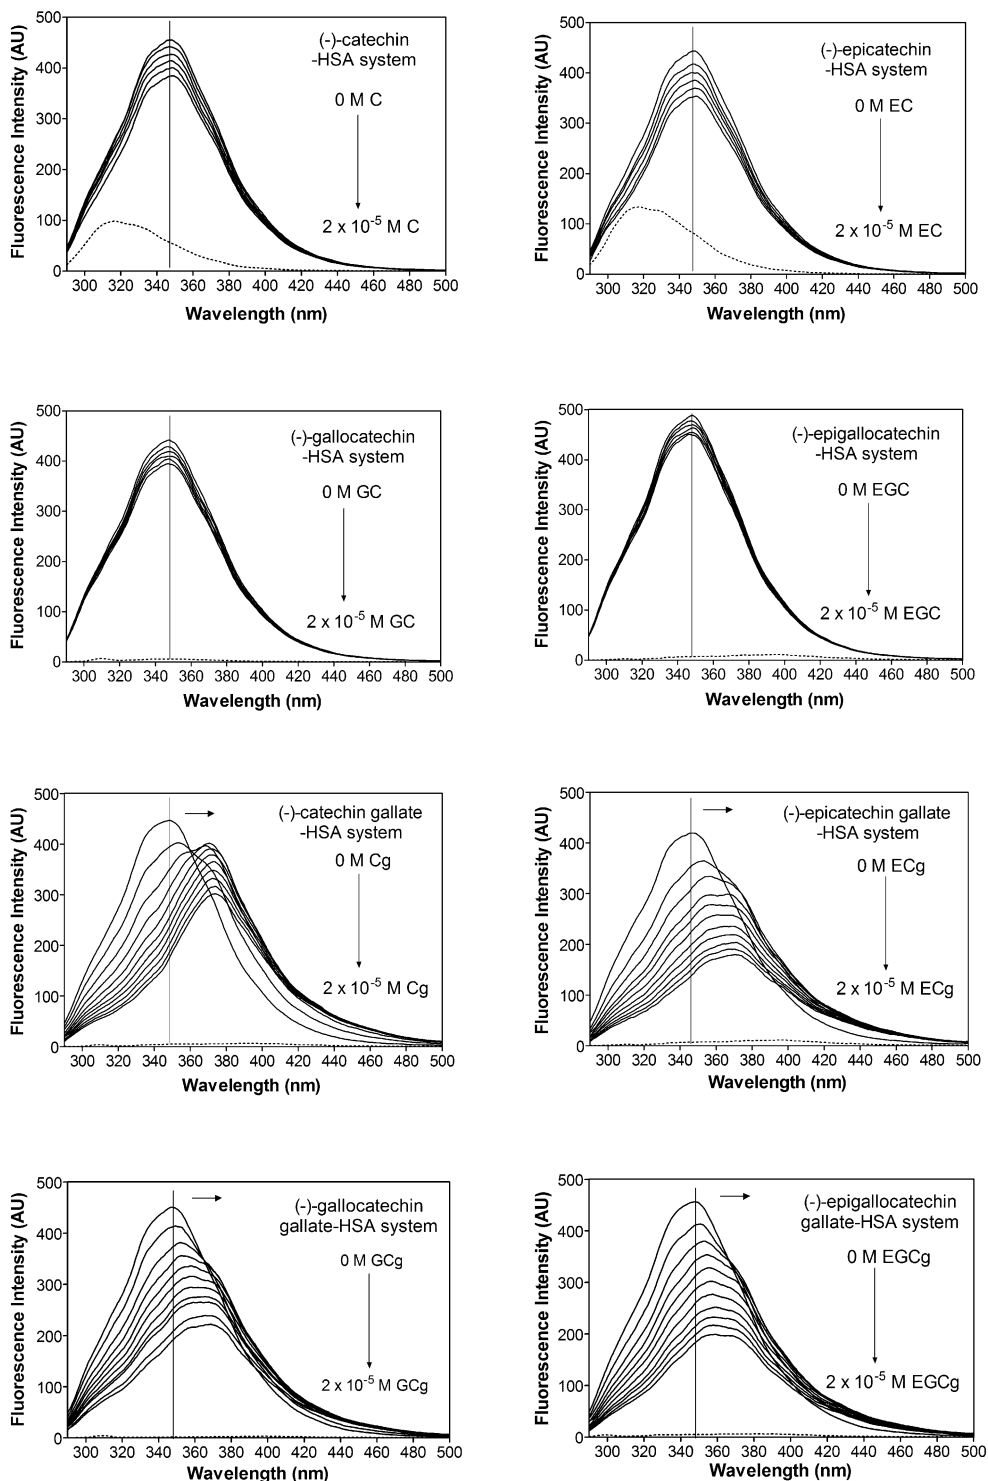 (-)-catechin
-HSA system
0 M C
2 x 10⁻⁵ M C
Fluorescence Intensity (AU)
500
400
300
200
100
0
300 320 340 360 380 400 420 440 460 480 500
Wavelength (nm)
(-)-epicatechin
-HSA system
0 M EC
2 x 10⁻⁵ M EC
Fluorescence Intensity (AU)
500
400
300
200
100
0
300 320 340 360 380 400 420 440 460 480 500
Wavelength (nm)
(-)-gallocatechin
-HSA system
0 M GC
2 x 10⁻⁵ M GC
Fluorescence Intensity (AU)
500
400
300
200
100
0
300 320 340 360 380 400 420 440 460 480 500
Wavelength (nm)
(-)-epigallocatechin
-HSA system
0 M EGC
2 x 10⁻⁵ M EGC
Fluorescence Intensity (AU)
500
400
300
200
100
0
300 320 340 360 380 400 420 440 460 480 500
Wavelength (nm)
(-)-catechin gallate
-HSA system
0 M Cg
2 x 10⁻⁵ M Cg
Fluorescence Intensity (AU)
500
400
300
200
100
0
300 320 340 360 380 400 420 440 460 480 500
Wavelength (nm)
(-)-epicatechin gallate
-HSA system
0 M ECg
2 x 10⁻⁵ M ECg
Fluorescence Intensity (AU)
500
400
300
200
100
0
300 320 340 360 380 400 420 440 460 480 500
Wavelength (nm)
(-)-gallocatechin
gallate-HSA system
0 M GCg
2 x 10⁻⁵ M GCg
Fluorescence Intensity (AU)
500
400
300
200
100
0
300 320 340 360 380 400 420 440 460 480 500
Wavelength (nm)
(-)-epigallocatechin
gallate-HSA system
0 M EGCg
2 x 10⁻⁵ M EGCg
Fluorescence Intensity (AU)
500
400
300
200
100
0
300 320 340 360 380 400 420 440 460 480 500
Wavelength (nm)